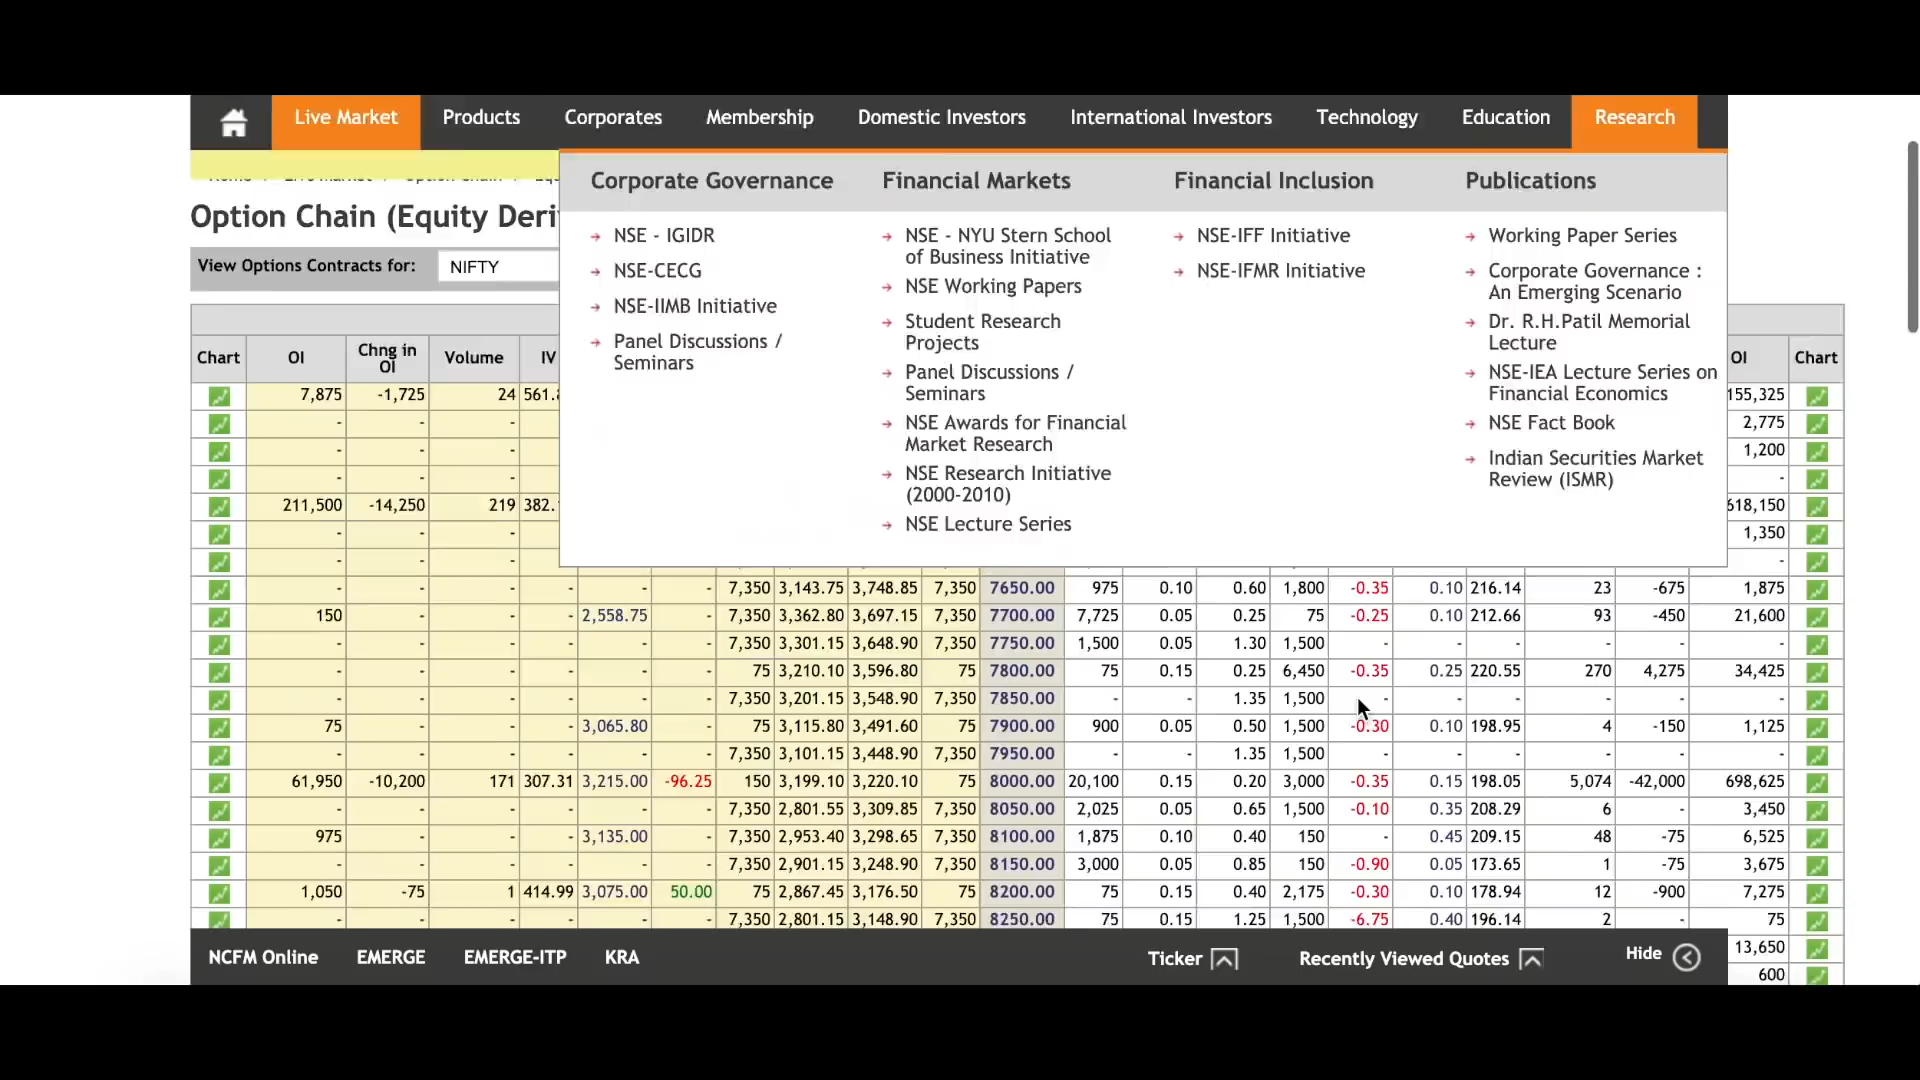 Live Market Products Corporates Membership Domestic Investors International Investors Technology Education Research
Option Chain (Equity Deri
View Options Contracts for: NIFTY
Corporate Governance
NSE - IGIDR
NSE-CECG
NSE-IIMB Initiative
Panel Discussions /
Seminars
Financial Markets
NSE - NYU Stern School
of Business Initiative
NSE Working Papers
Student Research
Projects
Panel Discussions /
Seminars
NSE Awards for Financial
Market Research
NSE Research Initiative
(2000-2010)
NSE Lecture Series
Financial Inclusion
NSE-IFF Initiative
NSE-IFMR Initiative
Publications
Working Paper Series
Corporate Governance :
An Emerging Scenario
Dr. R.H.Patil Memorial
Lecture
NSE-IEA Lecture Series on
Financial Economics
NSE Fact Book
Indian Securities Market
Review (ISMR)
Chart OI Chng in OI Volume IV OI Chart
7,875 -1,725 24 561. 155,325
- - - 2,775
- - - 1,200
- - - -
211,500 -14,250 219 382. 618,150
- - - 1,350
- - - -
- - - - - - 7,350 3,143.75 3,748.85 7,350 7650.00 975 0.10 0.60 1,800 -0.35 0.10 216.14 23 -675 1,875
150 - - - 2,558.75 - 7,350 3,362.80 3,697.15 7,350 7700.00 7,725 0.05 0.25 75 -0.25 0.10 212.66 93 -450 21,600
- - - - - - 7,350 3,301.15 3,648.90 7,350 7750.00 1,500 0.05 1.30 1,500 - - - - - -
- - - - - - 75 3,210.10 3,596.80 75 7800.00 75 0.15 0.25 6,450 -0.35 0.25 220.55 270 4,275 34,425
- - - - - - 7,350 3,201.15 3,548.90 7,350 7850.00 - - 1.35 1,500 - - - - - -
75 - - - 3,065.80 - 75 3,115.80 3,491.60 75 7900.00 900 0.05 0.50 1,500 -0.30 0.10 198.95 4 -150 1,125
- - - - - - 7,350 3,101.15 3,448.90 7,350 7950.00 - - 1.35 1,500 - - - - - -
61,950 -10,200 171 307.31 3,215.00 -96.25 150 3,199.10 3,220.10 75 8000.00 20,100 0.15 0.20 3,000 -0.35 0.15 198.05 5,074 -42,000 698,625
- - - - - - 7,350 2,801.55 3,309.85 7,350 8050.00 2,025 0.05 0.65 1,500 -0.10 0.35 208.29 6 - 3,450
975 - - - 3,135.00 - 7,350 2,953.40 3,298.65 7,350 8100.00 1,875 0.10 0.40 150 - 0.45 209.15 48 -75 6,525
- - - - - - 7,350 2,901.15 3,248.90 7,350 8150.00 3,000 0.05 0.85 150 -0.90 0.05 173.65 1 -75 3,675
1,050 -75 1 414.99 3,075.00 50.00 75 2,867.45 3,176.50 75 8200.00 75 0.15 0.40 2,175 -0.30 0.10 178.94 12 -900 7,275
- - - - - - 7,350 2,801.15 3,148.90 7,350 8250.00 75 0.15 1.25 1,500 -6.75 0.40 196.14 2 - 75
13,650
600
NCFM Online EMERGE EMERGE-ITP KRA Ticker Recently Viewed Quotes Hide